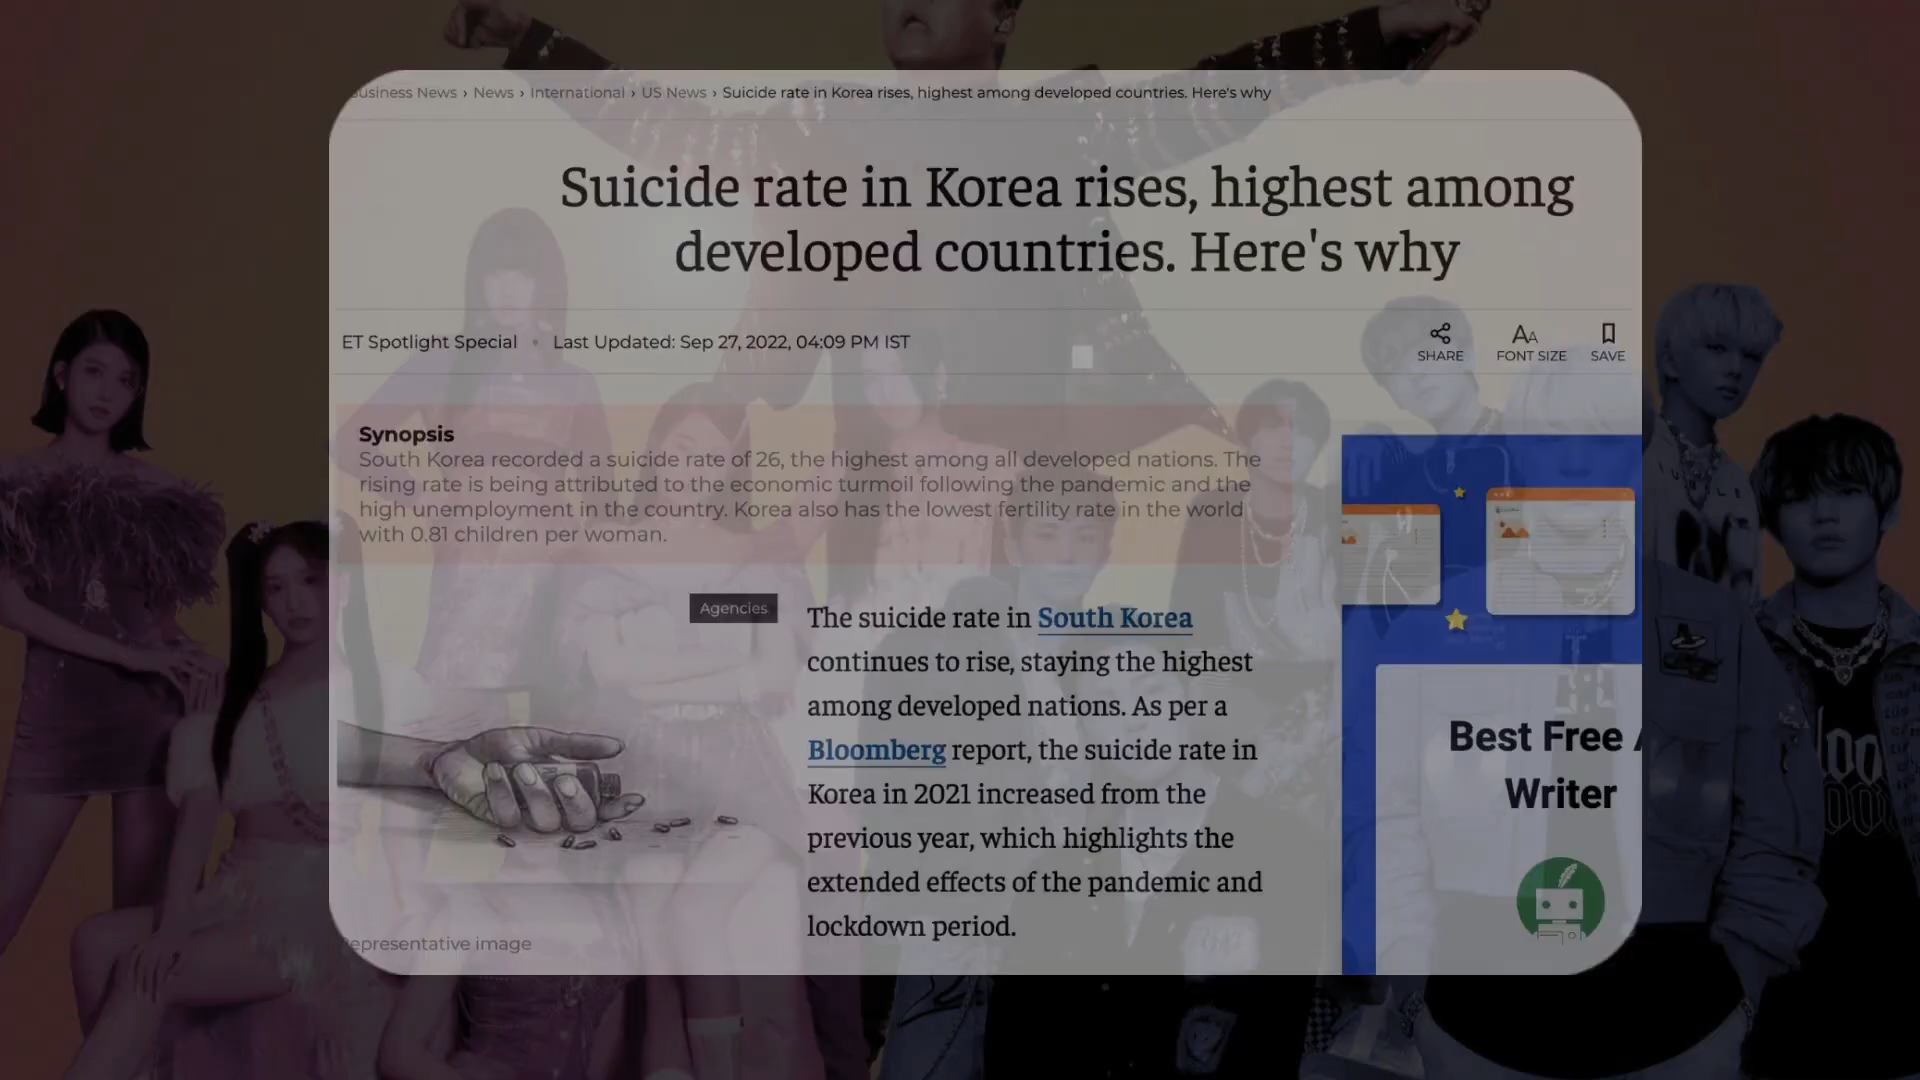 Business News › News › International › US News › Suicide rate in Korea rises, highest among developed countries. Here's why
Suicide rate in Korea rises, highest among
developed countries. Here's why
ET Spotlight Special • Last Updated: Sep 27, 2022, 04:09 PM IST
SHARE
FONT SIZE
SAVE
Synopsis
South Korea recorded a suicide rate of 26, the highest among all developed nations. The
rising rate is being attributed to the economic turmoil following the pandemic and the
high unemployment in the country. Korea also has the lowest fertility rate in the world
with 0.81 children per woman.
Agencies
epresentative image
The suicide rate in South Korea
continues to rise, staying the highest
among developed nations. As per a
Bloomberg report, the suicide rate in
Korea in 2021 increased from the
previous year, which highlights the
extended effects of the pandemic and
lockdown period.
Best Free
Writer